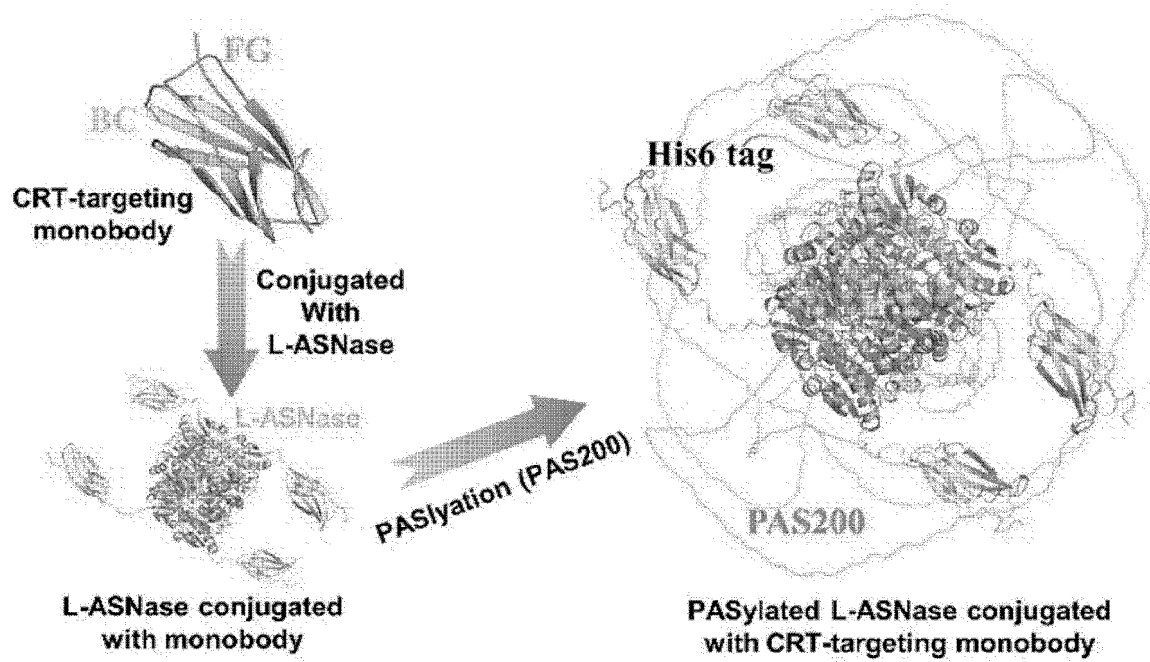 FG
BC
CRT-targeting
monobody
Conjugated
With
L-ASNase
L-ASNase
L-ASNase conjugated
with monobody
PASlyation (PAS200)
His6 tag
PAS200
PASylated L-ASNase conjugated
with CRT-targeting monobody